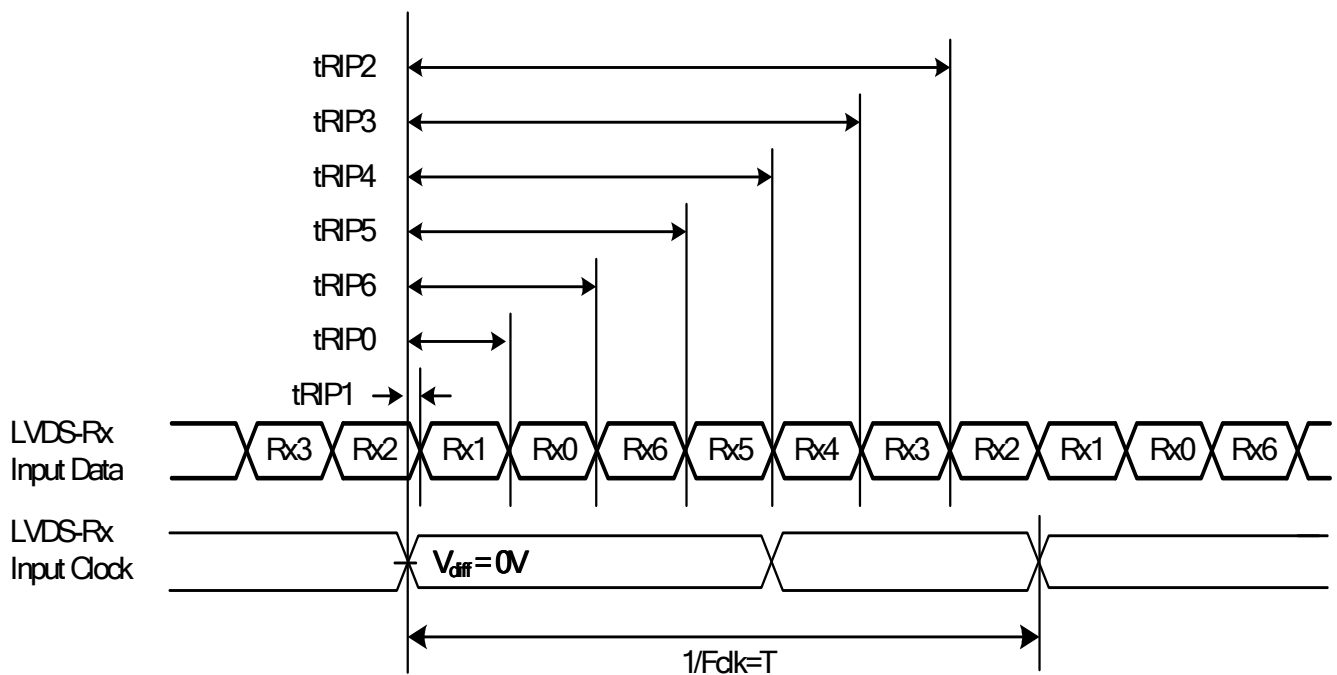 tRIP2
tRIP3
tRIP4
tRIP5
tRIP6
tRIP0
tRIP1
LVDS-Rx
Input Data
Rx3 Rx2 Rx1 Rx0 Rx6 Rx5 Rx4 Rx3 Rx2 Rx1 Rx0 Rx6
LVDS-Rx
Input Clock
Vdiff = 0V
1/Fclk=T